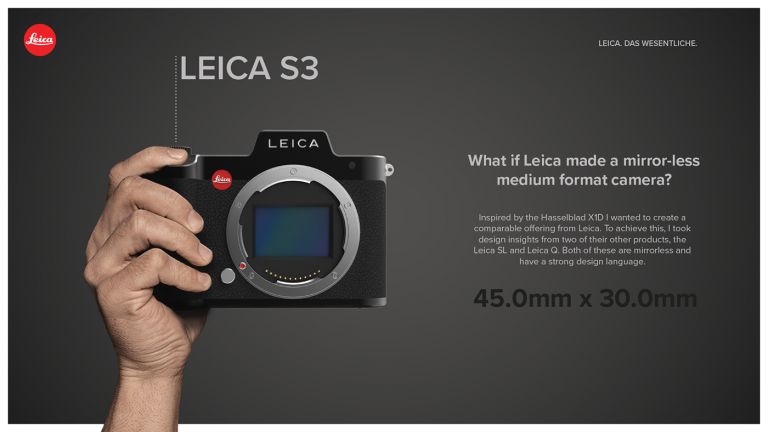 Leica
LEICA. DAS WESENTLICHE.
LEICA S3
LEICA
Leica
What if Leica made a mirror-less
medium format camera?
Inspired by the Hasselblad X1D I wanted to create a
comparable offering from Leica. To achieve this, I took
design insights from two of their other products, the
Leica SL and Leica Q. Both of these are mirrorless and
have a strong design language.
45.0mm x 30.0mm